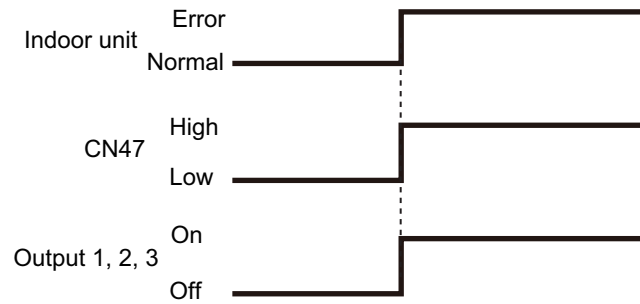 Error
Indoor unit
Normal
High
CN47
Low
On
Output 1, 2, 3
Off